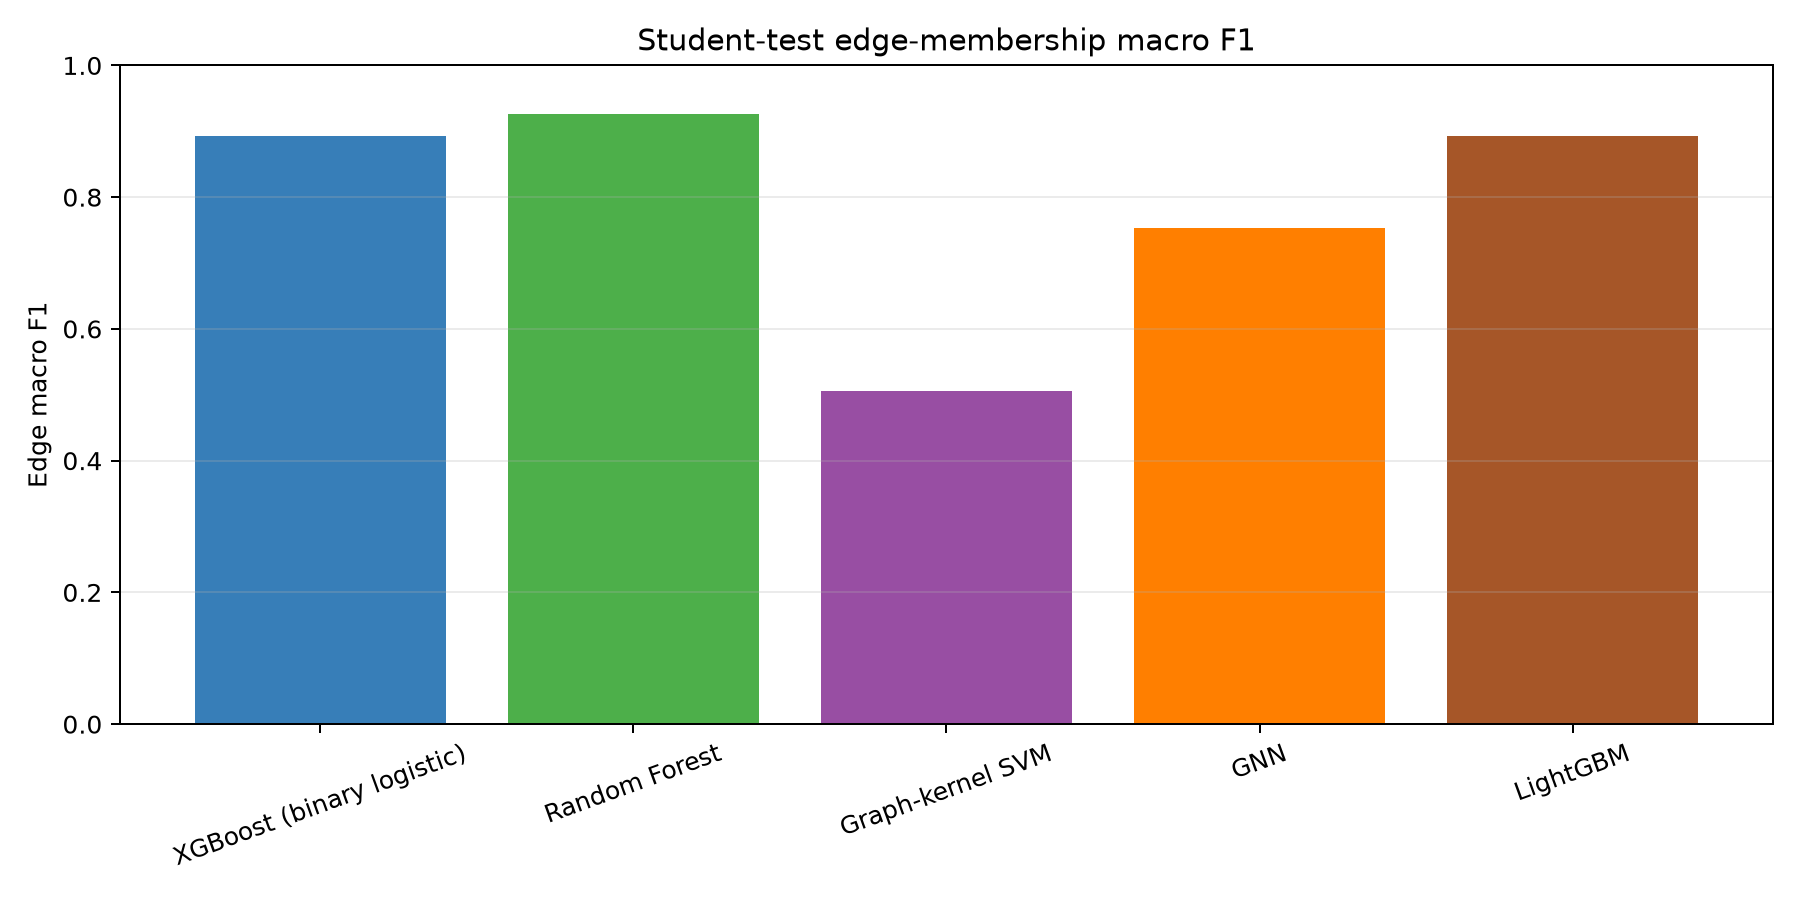 Student-test edge-membership macro F1
Edge macro F1
1.0
0.8
0.6
0.4
0.2
0.0
XGBoost (binary logistic)
Random Forest
Graph-kernel SVM
GNN
LightGBM